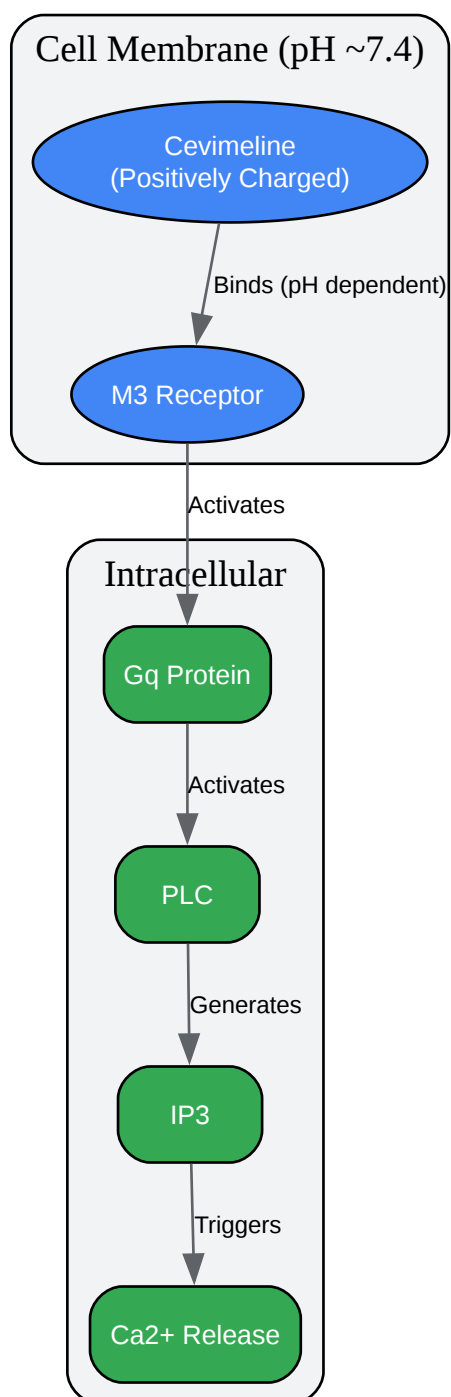 Cell Membrane (pH ~7.4)
Cevimeline
(Positively Charged)
Binds (pH dependent)
M3 Receptor
Activates
Intracellular
Gq Protein
Activates
PLC
Generates
IP3
Triggers
Ca2+ Release